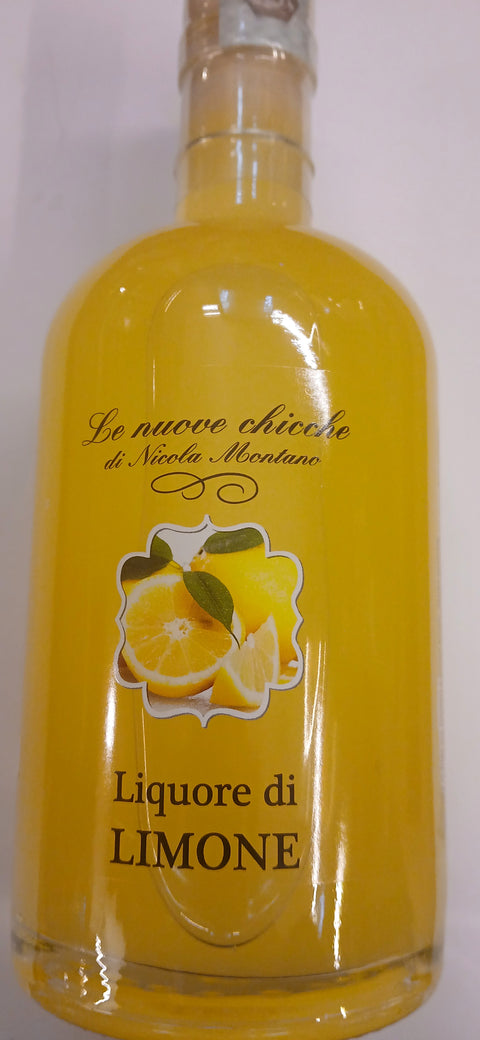 Le nuove chicche
di Nicola Montano
Liquore di
LIMONE